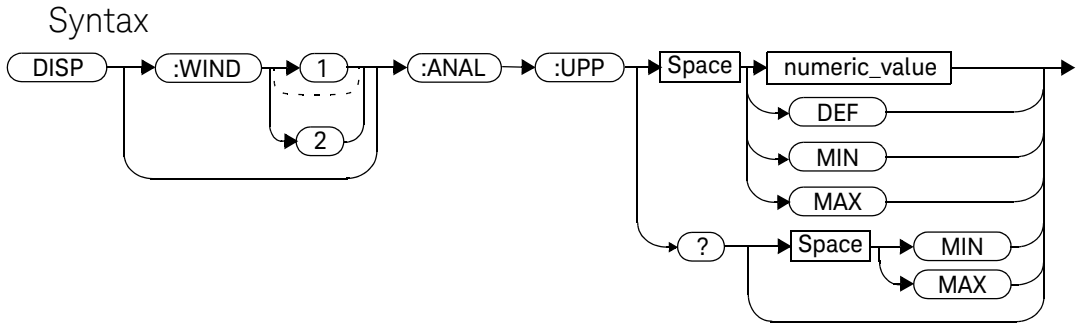 Syntax
DISP :WIND 1 :ANAL :UPP Space numeric_value
DEF
2
MIN
MAX
? Space MIN
MAX